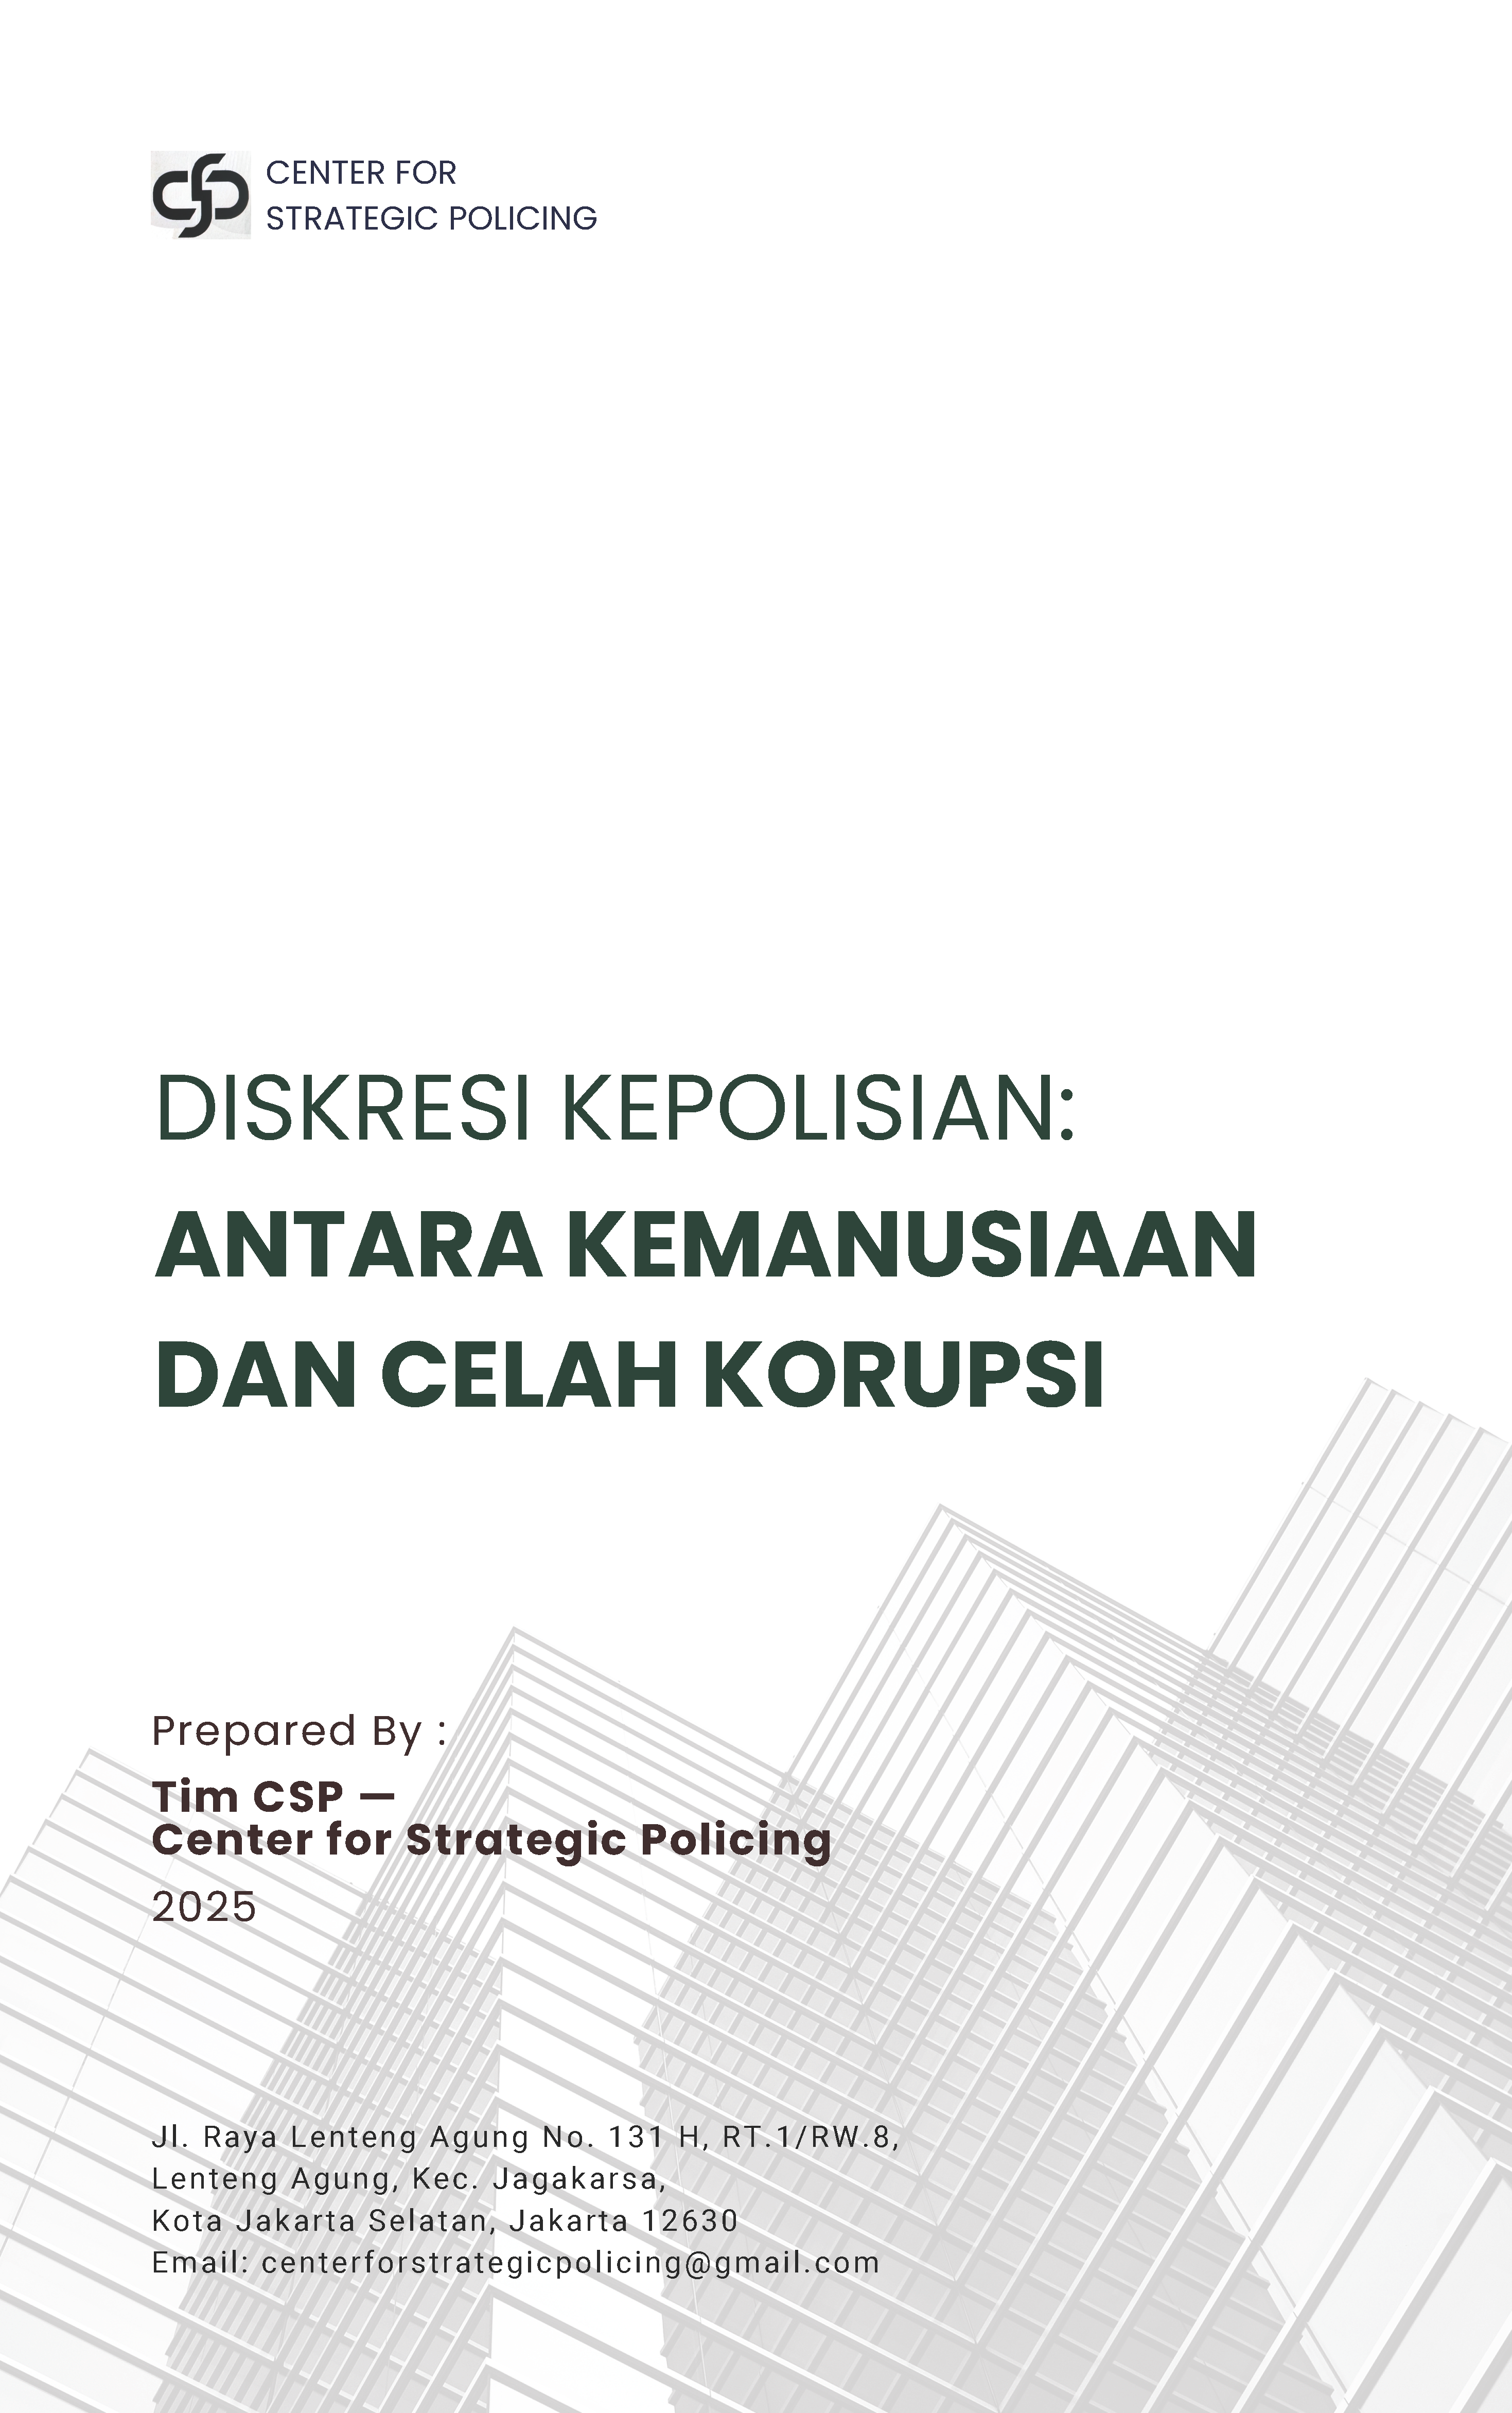 CENTER FOR
STRATEGIC POLICING
DISKRESI KEPOLISIAN:
ANTARA KEMANUSIAAN
DAN CELAH KORUPSI
Prepared By :
Tim CSP —
Center for Strategic Policing
2025
Jl. Raya Lenteng Agung No. 131 H, RT.1/RW.8,
Lenteng Agung, Kec. Jagakarsa,
Kota Jakarta Selatan, Jakarta 12630
Email: centerforstrategicpolicing@gmail.com